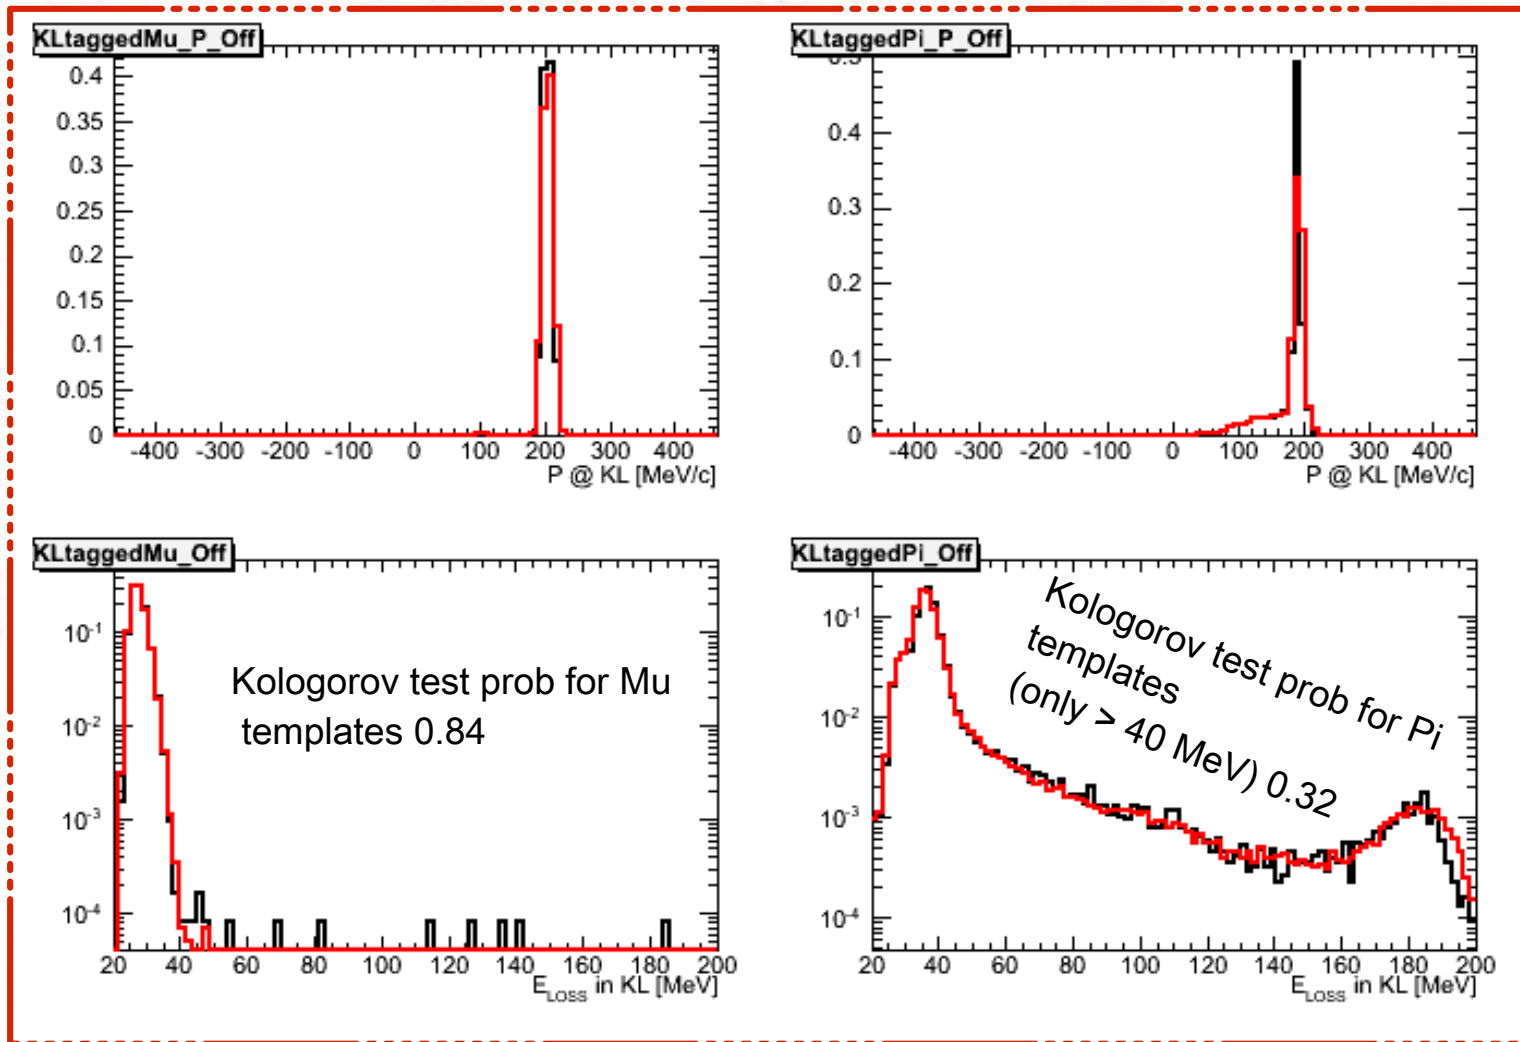 KLtaggedMu_P_Off
0.4
0.35
0.3
0.25
0.2
0.15
0.1
0.05
0
-400 -300 -200 -100 0 100 200 300 400
P @ KL [MeV/c]
KLtaggedPi_P_Off
0.5
0.4
0.3
0.2
0.1
0
-400 -300 -200 -100 0 100 200 300 400
P @ KL [MeV/c]
KLtaggedMu_Off
10-1
10-2
10-3
10-4
Kologorov test prob for Mu
templates 0.84
20 40 60 80 100 120 140 160 180 200
ELOSS in KL [MeV]
KLtaggedPi_Off
10-1
10-2
10-3
10-4
Kologorov test prob for Pi
templates
(only > 40 MeV) 0.32
20 40 60 80 100 120 140 160 180 200
ELOSS in KL [MeV]